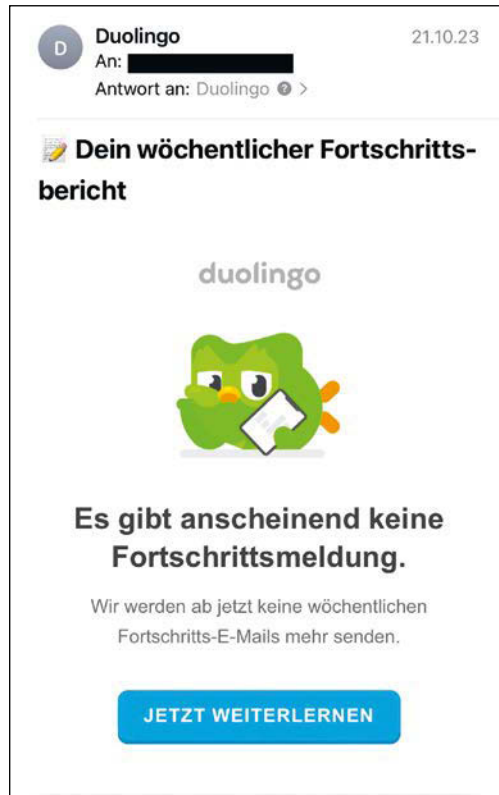 D
Duolingo
21.10.23
An:
Antwort an: Duolingo ? >
📝 Dein wöchentlicher Fortschritts-
bericht
duolingo
Es gibt anscheinend keine
Fortschrittsmeldung.
Wir werden ab jetzt keine wöchentlichen
Fortschritts-E-Mails mehr senden.
JETZT WEITERLERNEN